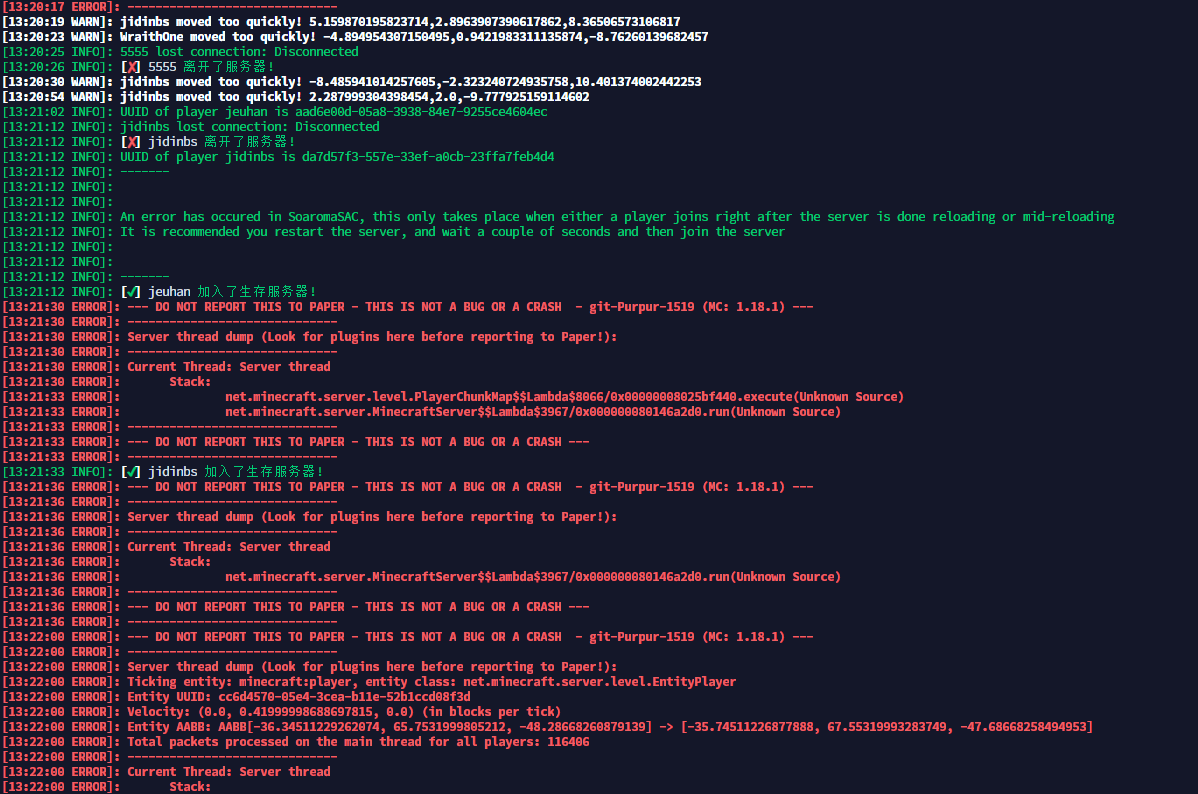 [13:20:17 ERROR]: ------------------------------
[13:20:19 WARN]: jidinbs moved too quickly! 5.159870195823714,2.8963907390617862,8.36506573106817
[13:20:23 WARN]: WraithOne moved too quickly! -4.894954307150495,0.9421983311135874,-8.76260139682457
[13:20:25 INFO]: 5555 lost connection: Disconnected
[13:20:26 INFO]: [✘] 5555 离开了服务器!
[13:20:30 WARN]: jidinbs moved too quickly! -8.485941014257605,-2.323240724935758,10.401374002442253
[13:20:54 WARN]: jidinbs moved too quickly! 2.287999304398454,2.0,-9.777925159114602
[13:21:02 INFO]: UUID of player jeuhan is aad6e00d-05a8-3938-84e7-9255ce4604ec
[13:21:12 INFO]: jidinbs lost connection: Disconnected
[13:21:12 INFO]: [✘] jidinbs 离开了服务器!
[13:21:12 INFO]: UUID of player jidinbs is da7d57f3-557e-33ef-a0cb-23ffa7feb4d4
[13:21:12 INFO]: -------
[13:21:12 INFO]:
[13:21:12 INFO]:
[13:21:12 INFO]: An error has occured in SoaromaSAC, this only takes place when either a player joins right after the server is done reloading or mid-reloading
[13:21:12 INFO]: It is recommended you restart the server, and wait a couple of seconds and then join the server
[13:21:12 INFO]:
[13:21:12 INFO]:
[13:21:12 INFO]: -------
[13:21:12 INFO]: [✔] jeuhan 加入了生存服务器!
[13:21:30 ERROR]: --- DO NOT REPORT THIS TO PAPER - THIS IS NOT A BUG OR A CRASH  - git-Purpur-1519 (MC: 1.18.1) ---
[13:21:30 ERROR]: ------------------------------
[13:21:30 ERROR]: Server thread dump (Look for plugins here before reporting to Paper!):
[13:21:30 ERROR]: ------------------------------
[13:21:30 ERROR]: Current Thread: Server thread
[13:21:30 ERROR]:       Stack:
[13:21:33 ERROR]:               net.minecraft.server.level.PlayerChunkMap$$Lambda$8066/0x00000008025bf440.execute(Unknown Source)
[13:21:33 ERROR]:               net.minecraft.server.MinecraftServer$$Lambda$3967/0x000000080146a2d0.run(Unknown Source)
[13:21:33 ERROR]: ------------------------------
[13:21:33 ERROR]: --- DO NOT REPORT THIS TO PAPER - THIS IS NOT A BUG OR A CRASH ---
[13:21:33 ERROR]: ------------------------------
[13:21:33 INFO]: [✔] jidinbs 加入了生存服务器!
[13:21:36 ERROR]: --- DO NOT REPORT THIS TO PAPER - THIS IS NOT A BUG OR A CRASH  - git-Purpur-1519 (MC: 1.18.1) ---
[13:21:36 ERROR]: ------------------------------
[13:21:36 ERROR]: Server thread dump (Look for plugins here before reporting to Paper!):
[13:21:36 ERROR]: ------------------------------
[13:21:36 ERROR]: Current Thread: Server thread
[13:21:36 ERROR]:       Stack:
[13:21:36 ERROR]:               net.minecraft.server.MinecraftServer$$Lambda$3967/0x000000080146a2d0.run(Unknown Source)
[13:21:36 ERROR]: ------------------------------
[13:21:36 ERROR]: --- DO NOT REPORT THIS TO PAPER - THIS IS NOT A BUG OR A CRASH ---
[13:21:36 ERROR]: ------------------------------
[13:22:00 ERROR]: --- DO NOT REPORT THIS TO PAPER - THIS IS NOT A BUG OR A CRASH  - git-Purpur-1519 (MC: 1.18.1) ---
[13:22:00 ERROR]: ------------------------------
[13:22:00 ERROR]: Server thread dump (Look for plugins here before reporting to Paper!):
[13:22:00 ERROR]: Ticking entity: minecraft:player, entity class: net.minecraft.server.level.EntityPlayer
[13:22:00 ERROR]: Entity UUID: cc6d4570-05e4-3cea-b11e-52b1ccd08f3d
[13:22:00 ERROR]: Velocity: (0.0, 0.41999998688697815, 0.0) (in blocks per tick)
[13:22:00 ERROR]: Entity AABB: AABB[-36.34511229262074, 65.7531999805212, -48.28668260879139] -> [-35.74511226877888, 67.55319993283749, -47.68668258494953]
[13:22:00 ERROR]: Total packets processed on the main thread for all players: 116406
[13:22:00 ERROR]: ------------------------------
[13:22:00 ERROR]: Current Thread: Server thread
[13:22:00 ERROR]:       Stack: